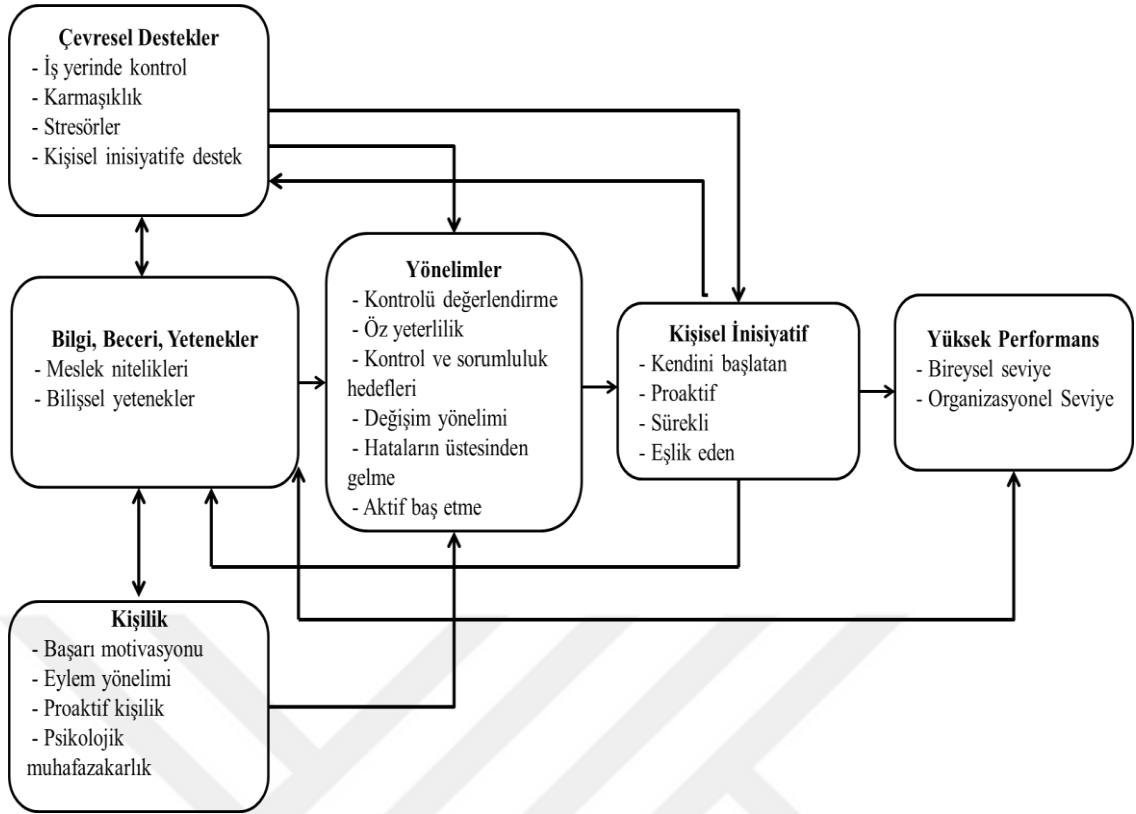 Çevresel Destekler
- İş yerinde kontrol
- Karmaşıklık
- Stresörler
- Kişisel inisiyatife destek
Bilgi, Beceri, Yetenekler
- Meslek nitelikleri
- Bilişsel yetenekler
Kişilik
- Başarı motivasyonu
- Eylem yönelimi
- Proaktif kişilik
- Psikolojik
muhafazakarlık
Yönelimler
- Kontrolü değerlendirme
- Öz yeterlilik
- Kontrol ve sorumluluk
hedefleri
- Değişim yönelimi
- Hataların üstesinden
gelme
- Aktif baş etme
Kişisel İnisiyatif
- Kendini başlatan
- Proaktif
- Sürekli
- Eşlik eden
Yüksek Performans
- Bireysel seviye
- Organizasyonel Seviye